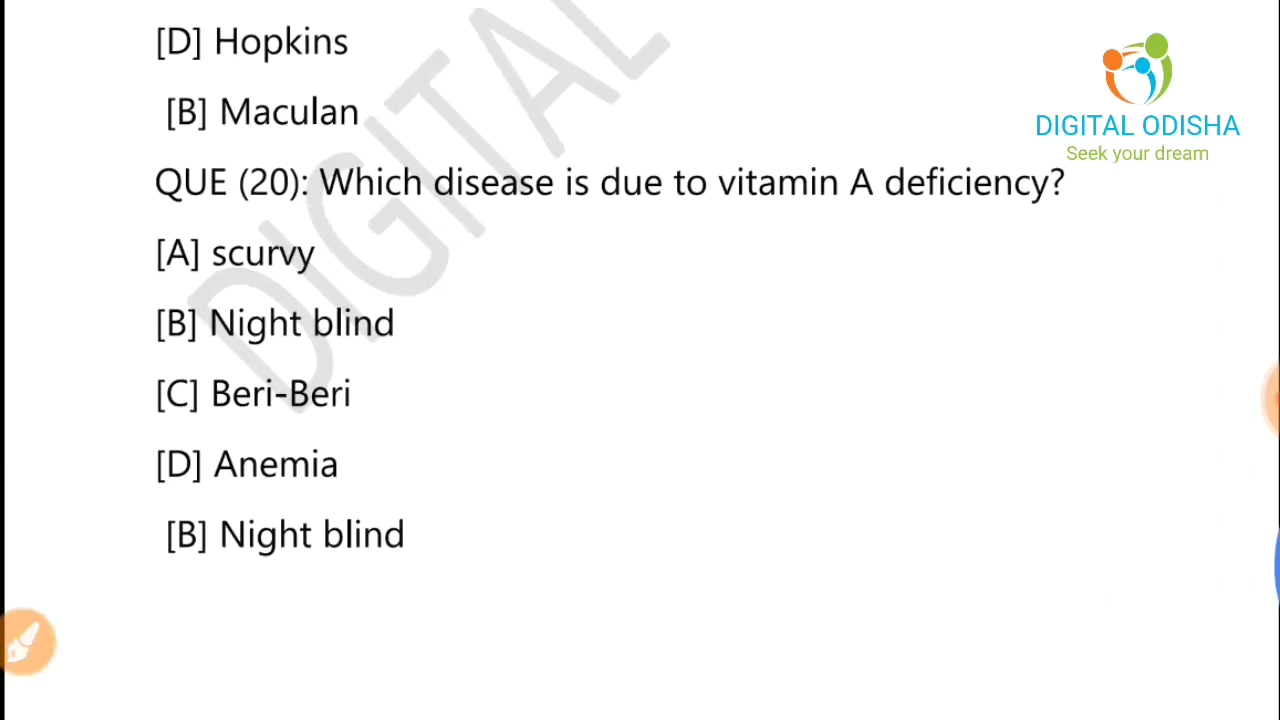 [D] Hopkins
[B] Maculan
DIGITAL ODISHA
Seek your dream
QUE (20): Which disease is due to vitamin A deficiency?
[A] scurvy
[B] Night blind
[C] Beri-Beri
[D] Anemia
[B] Night blind
DIGITAL